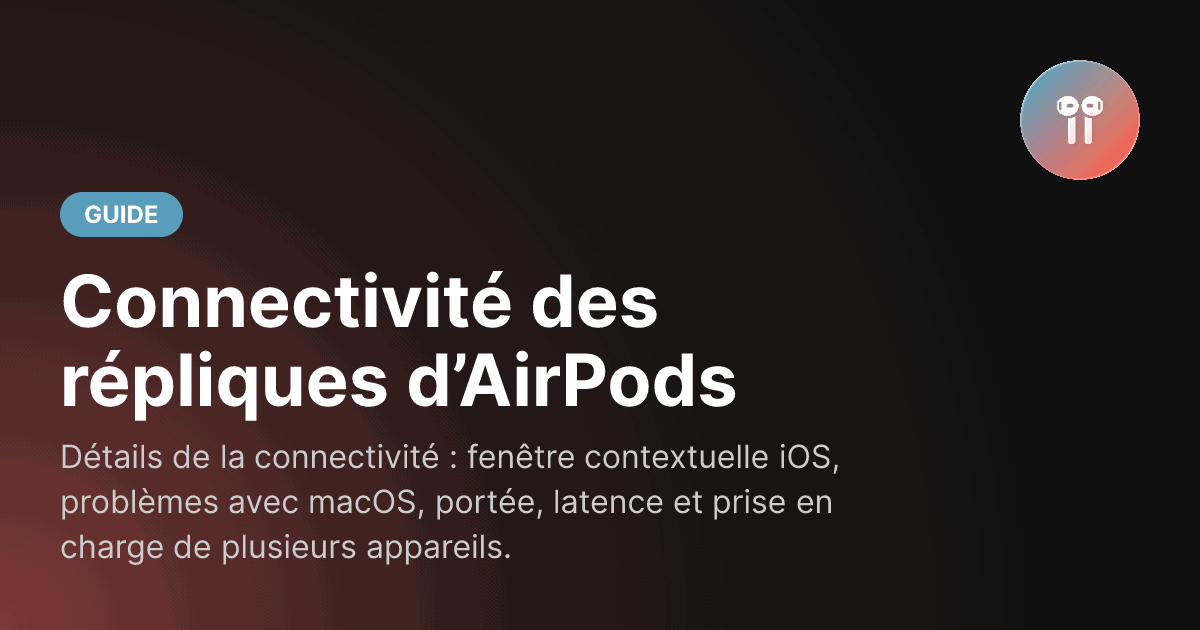 GUIDE
Connectivité des
répliques d’AirPods
Détails de la connectivité : fenêtre contextuelle iOS,
problèmes avec macOS, portée, latence et prise en
charge de plusieurs appareils.